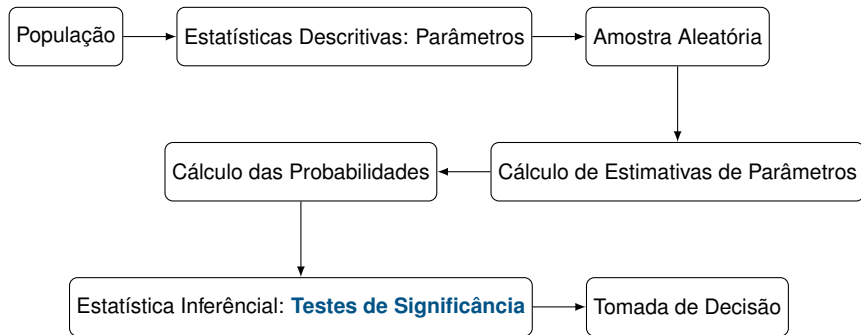 População
Estatísticas Descritivas: Parâmetros
Amostra Aleatória
Cálculo de Estimativas de Parâmetros
Cálculo das Probabilidades
Estatística Inferêncial: Testes de Significância
Tomada de Decisão